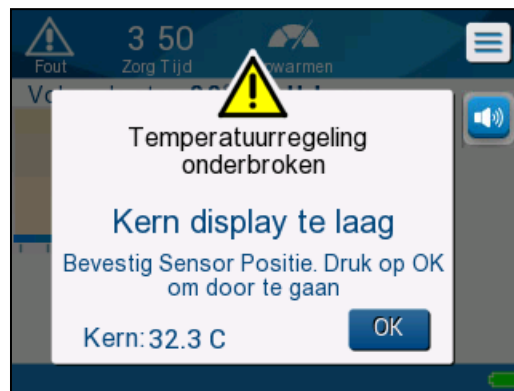 3 50
Fout
Zorg Tijd
Temperatuurregeling
onderbroken
Kern display te laag
Bevestig Sensor Positie. Druk op OK
om door te gaan
Kern: 32.3 C
OK